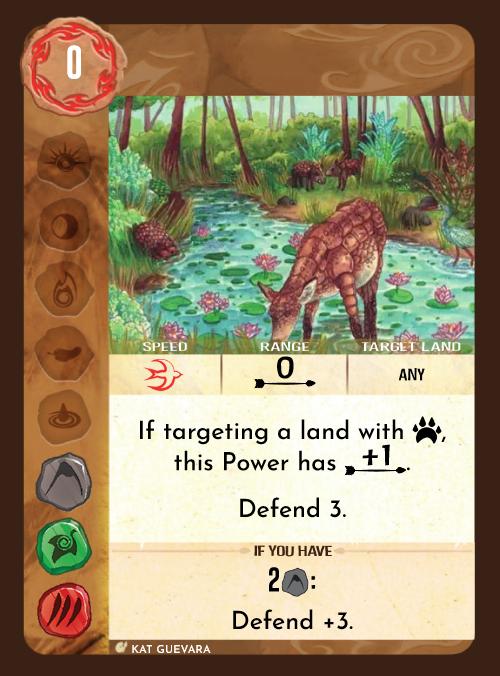 0
SPEED RANGE TARGET LAND
0 ANY
If targeting a land with ,
this Power has +1.
Defend 3.
IF YOU HAVE
2 :
Defend +3.
KAT GUEVARA